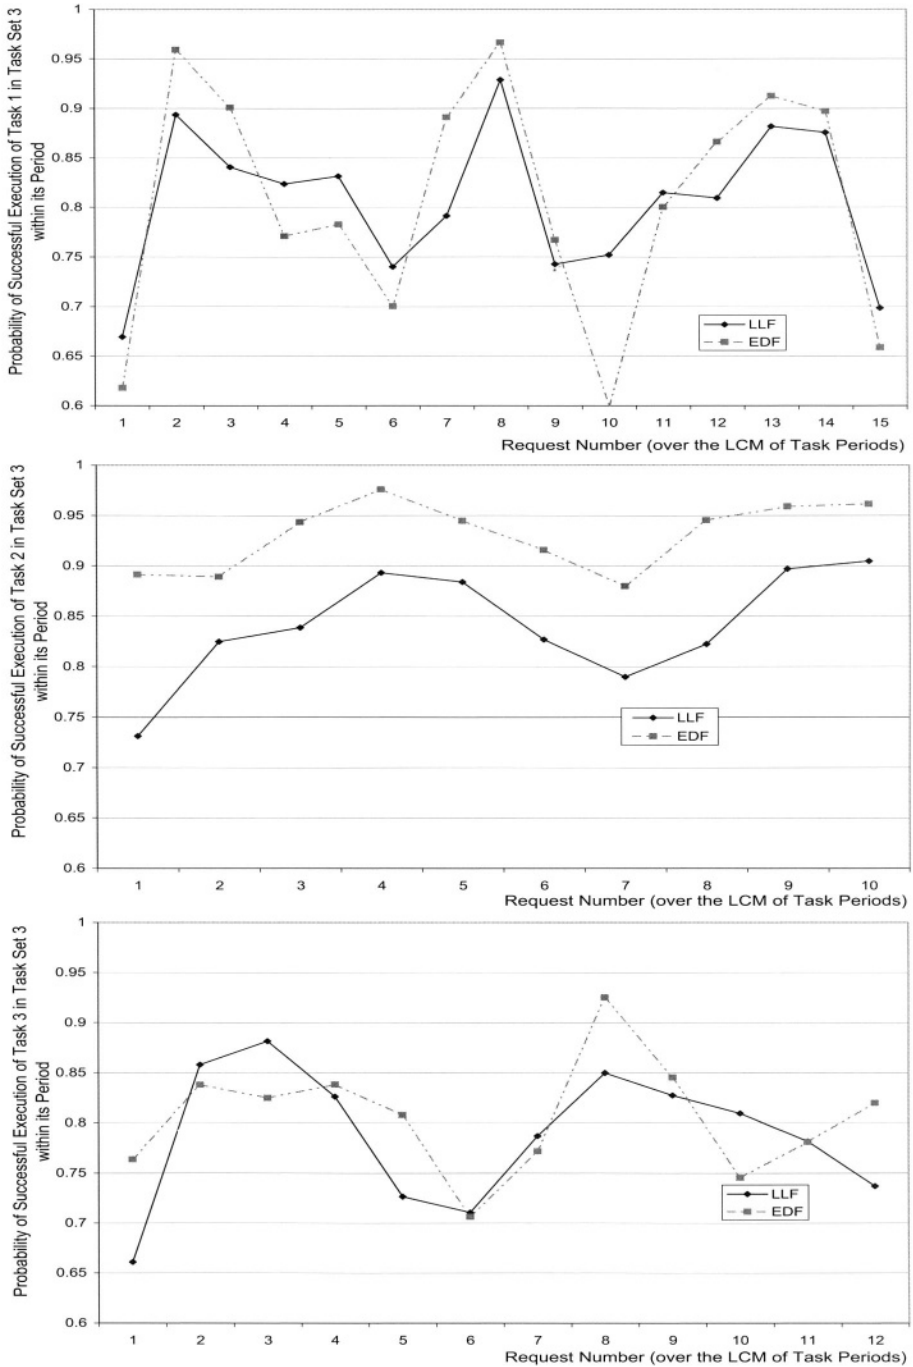 Probability of Successful Execution of Task 1 in Task Set 3
within its Period
1
0.95
0.9
0.85
0.8
0.75
0.7
0.65
0.6
LLF
EDF
1 2 3 4 5 6 7 8 9 10 11 12 13 14 15
Request Number (over the LCM of Task Periods)
Probability of Successful Execution of Task 2 in Task Set 3
within its Period
1
0.95
0.9
0.85
0.8
0.75
0.7
0.65
0.6
LLF
EDF
1 2 3 4 5 6 7 8 9 10
Request Number (over the LCM of Task Periods)
Probability of Successful Execution of Task 3 in Task Set 3
within its Period
1
0.95
0.9
0.85
0.8
0.75
0.7
0.65
0.6
LLF
EDF
1 2 3 4 5 6 7 8 9 10 11 12
Request Number (over the LCM of Task Periods)